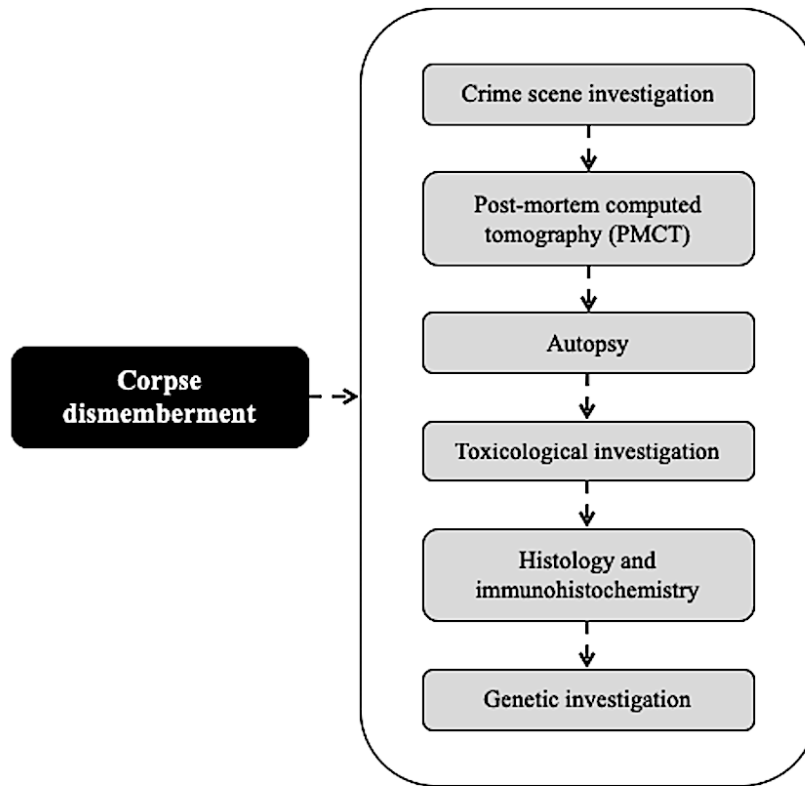 Crime scene investigation
Post-mortem computed
tomography (PMCT)
Autopsy
Corpse
dismemberment
Toxicological investigation
Histology and
immunohistochemistry
Genetic investigation